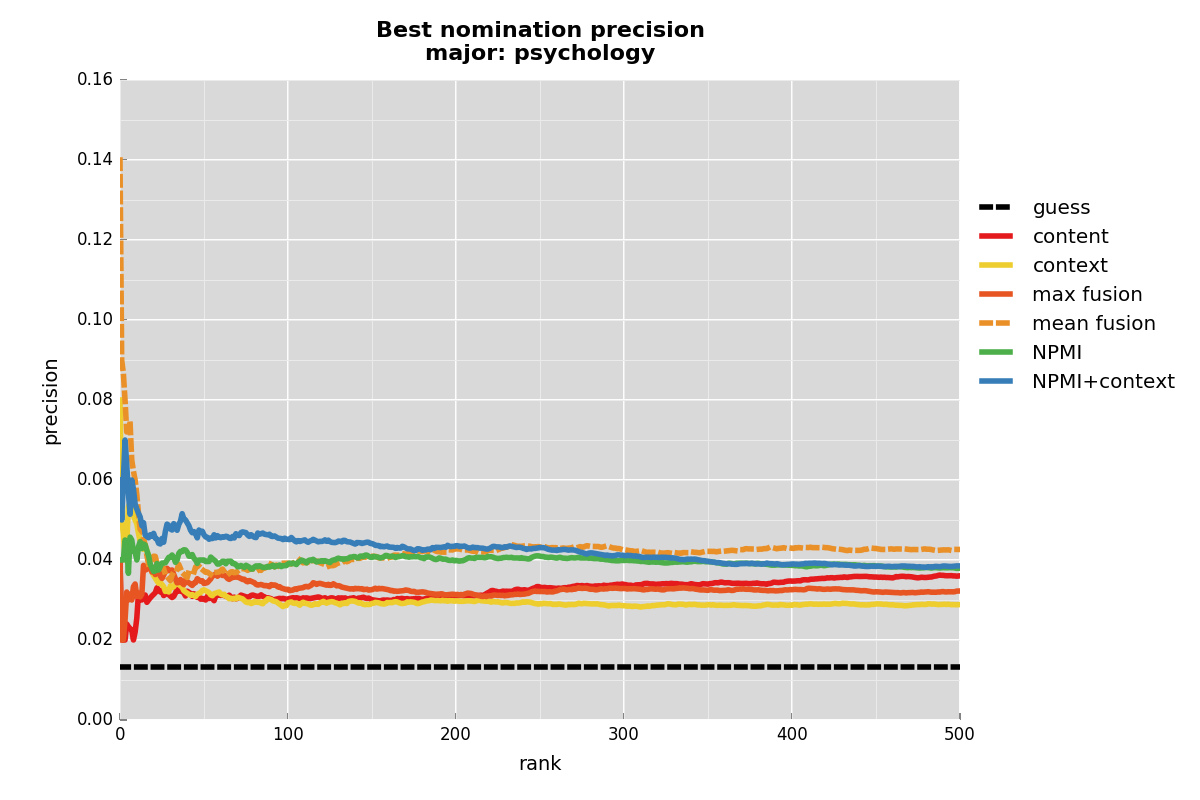 Best nomination precision
major: psychology
0.16
0.14
0.12
0.10
0.08
0.06
0.04
0.02
0.00
precision
0 100 200 300 400 500
rank
guess
content
context
max fusion
mean fusion
NPMI
NPMI+context